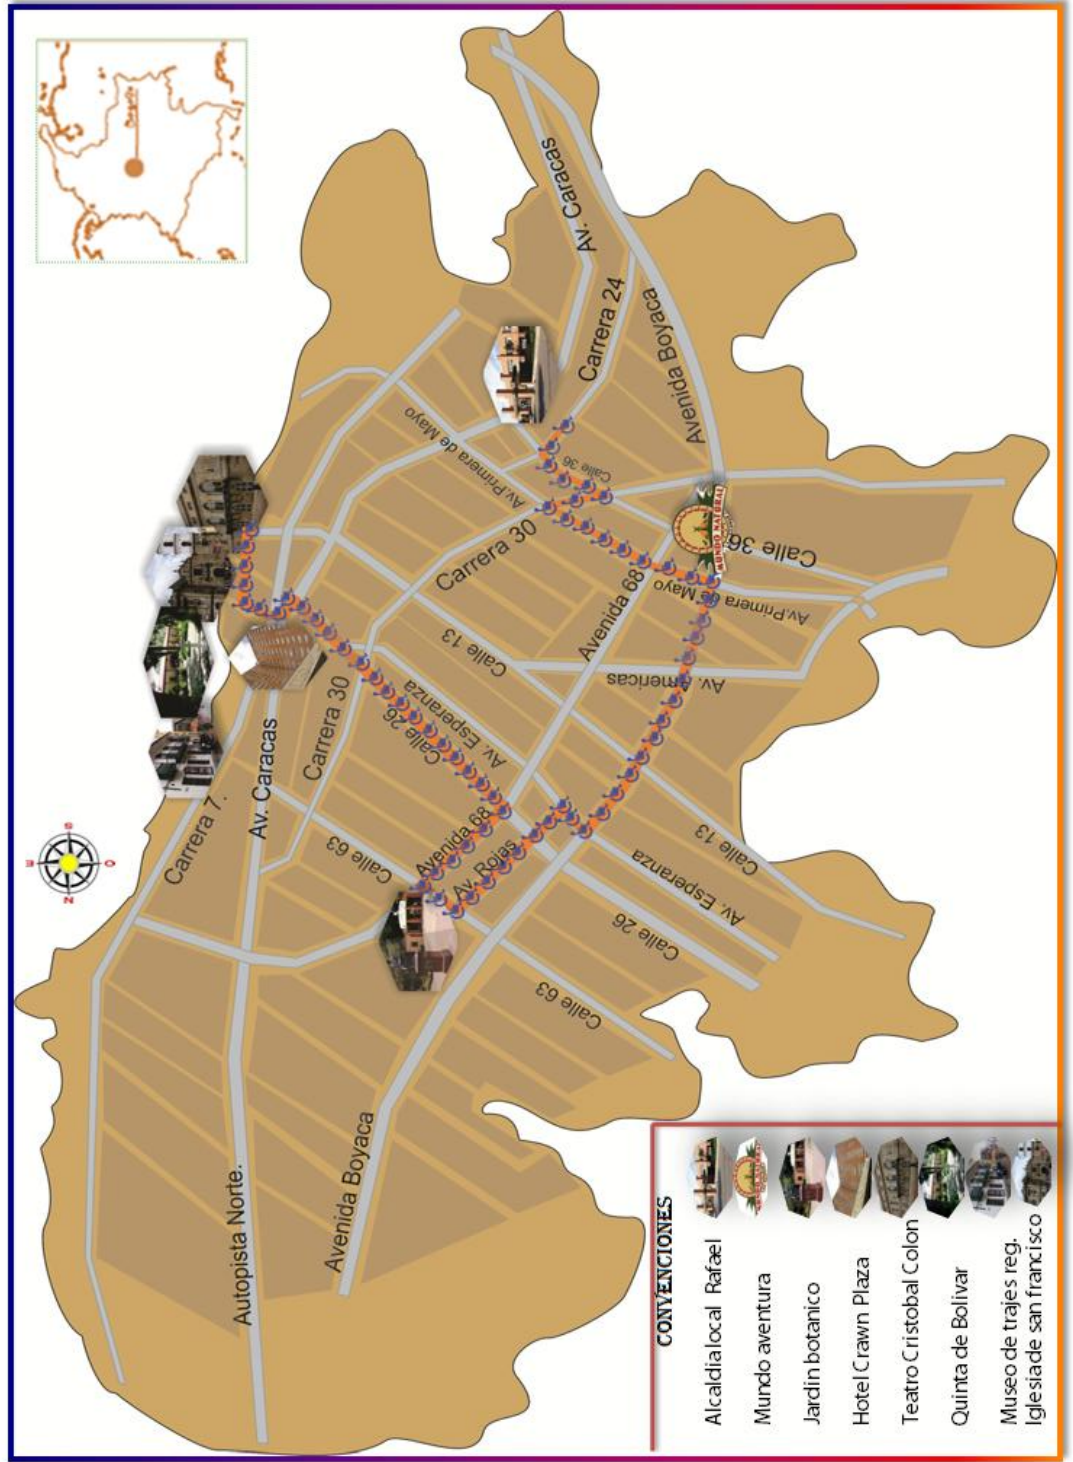 Bogota
S
E
O
N
Av. Caracas
Carrera 24
Avenida Boyaca
Av.Primera de Mayo
Calle 36
Carrera 30
MUNDO NATURAL
Calle 36
Avenida 68
Av.Primera de Mayo
Calle 13
Av. Americas
Carrera 7.
Av. Caracas
Carrera 30
Calle 26
Av. Esperanza
Calle 63
Avenida 68
Av. Rojas
Calle 13
Av. Esperanza
Calle 26
Calle 63
Autopista Norte.
Avenida Boyaca
CONVENCIONES
Alcaldia local Rafael
Mundo aventura
Jardin botanico
Hotel Crawn Plaza
Teatro Cristobal Colon
Quinta de Bolivar
Museo de trajes reg.
Iglesia de san francisco